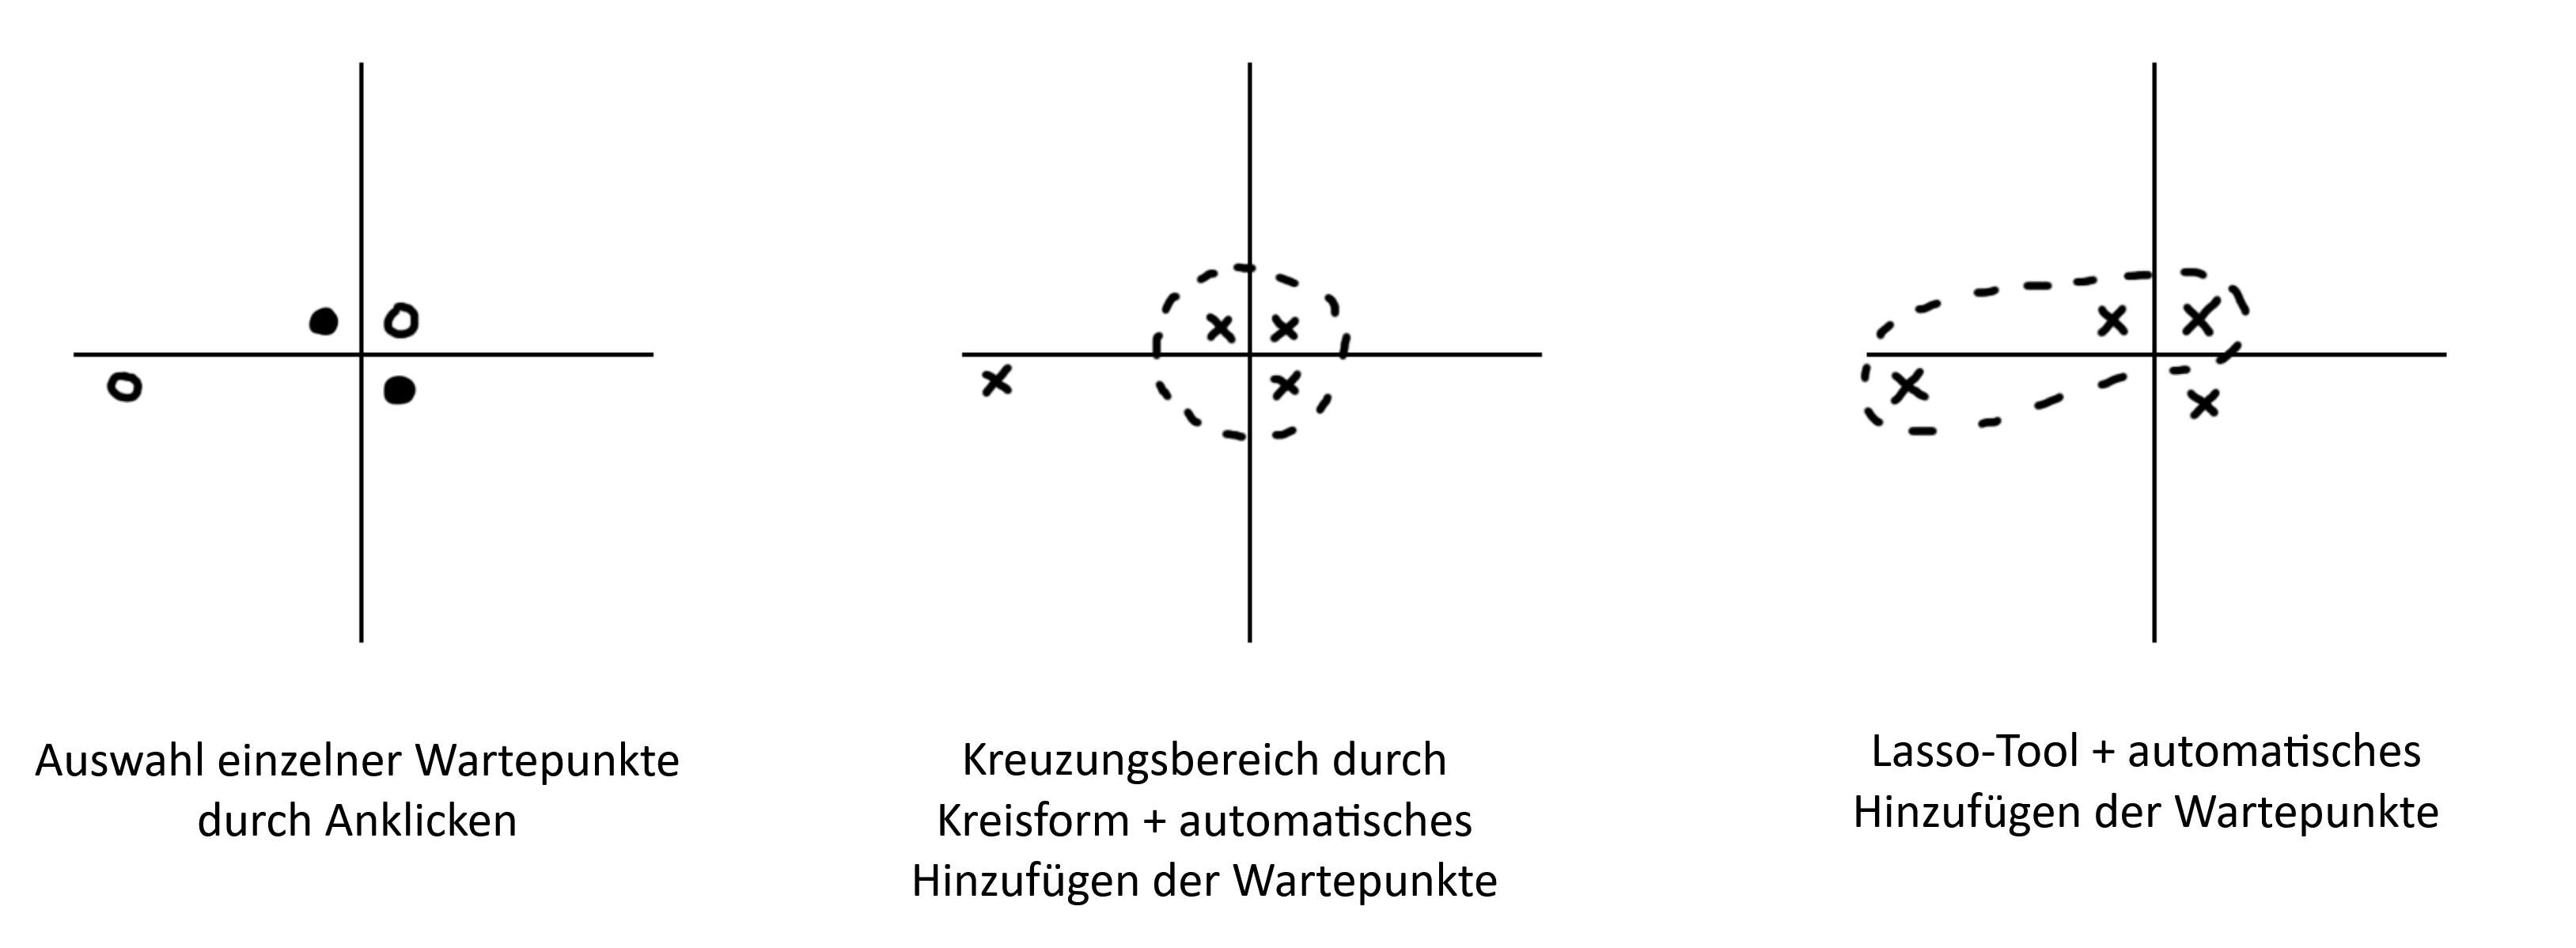 Auswahl einzelner Wartepunkte
durch Anklicken
Kreuzungsbereich durch
Kreisform + automatisches
Hinzufügen der Wartepunkte
Lasso-Tool + automatisches
Hinzufügen der Wartepunkte